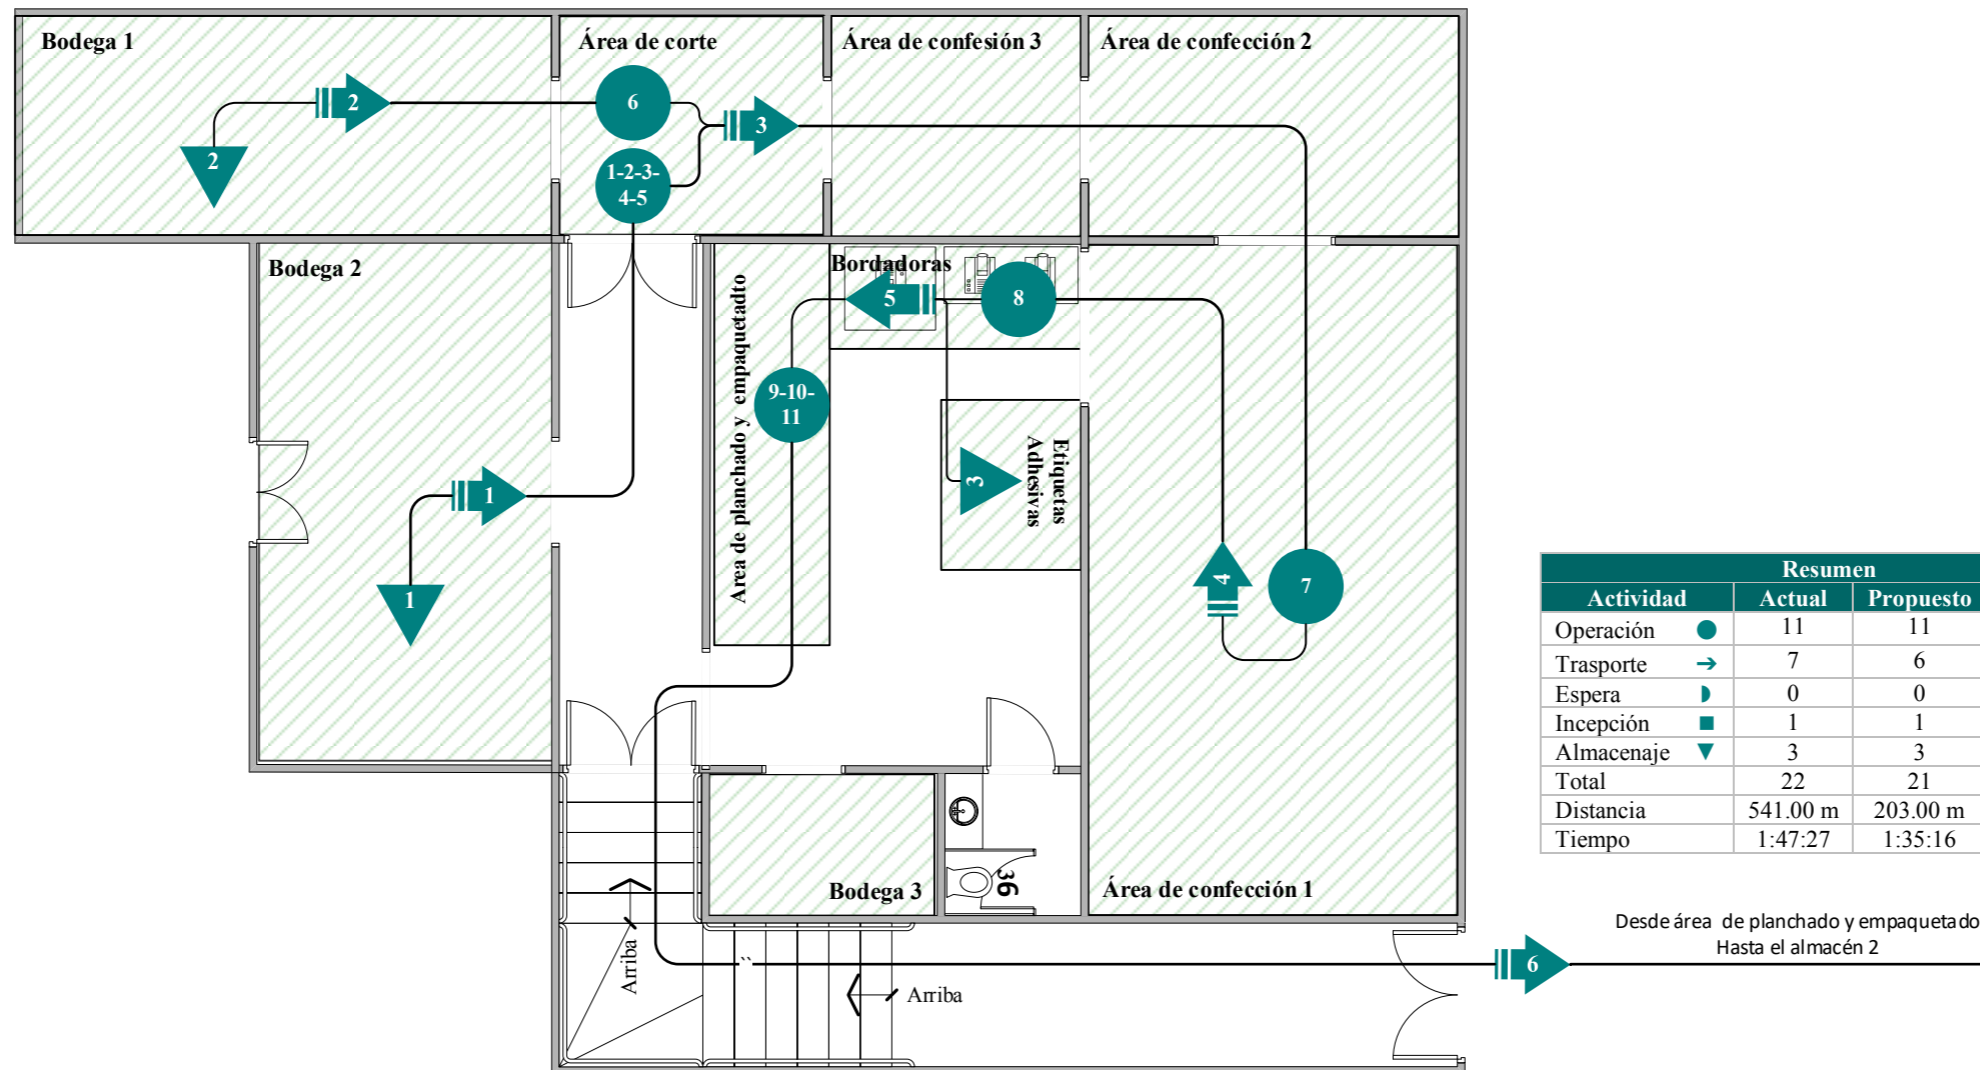 Bodega 1
Área de corte
Área de confesión 3
Área de confección 2
2
6
3
2
1-2-3-
4-5
Bodega 2
Bordadoras
5
8
Area de planchado y empaquetadto
9-10-
11
Etiquetas
Adhesivas
3
1
1
4
7
Resumen
Actividad Actual Propuesto
Operación 11 11
Trasporte 7 6
Espera 0 0
Incepción 1 1
Almacenaje 3 3
Total 22 21
Distancia 541.00 m 203.00 m
Tiempo 1:47:27 1:35:16
Bodega 3
36
Área de confección 1
Arriba
``
Arriba
6
Desde área de planchado y empaquetado
Hasta el almacén 2